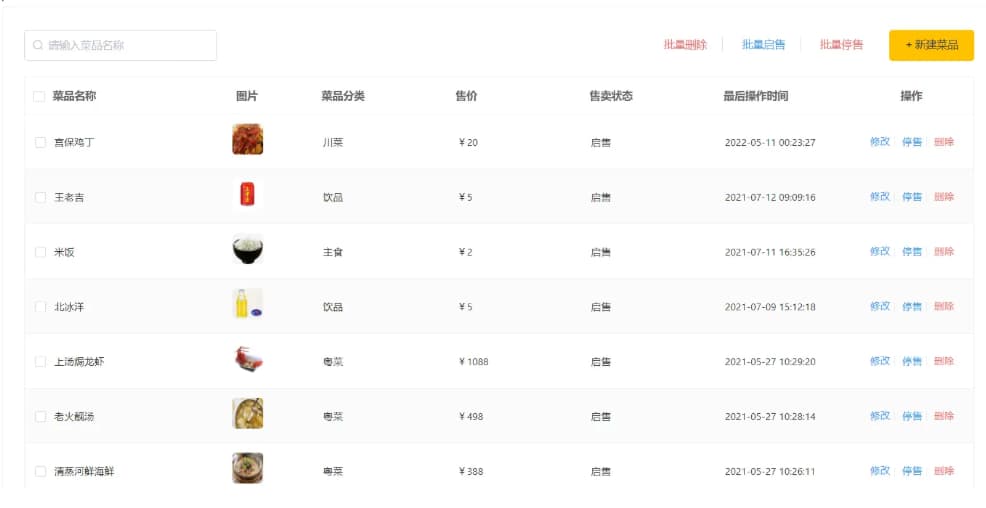 请输入菜品名称 批量删除 批量启售 批量停售 + 新建菜品
菜品名称 图片 菜品分类 售价 售卖状态 最后操作时间 操作
宫保鸡丁 川菜 ¥ 20 启售 2022-05-11 00:23:27 修改 停售 删除
王老吉 饮品 ¥ 5 启售 2021-07-12 09:09:16 修改 停售 删除
米饭 主食 ¥ 2 启售 2021-07-11 16:35:26 修改 停售 删除
北冰洋 饮品 ¥ 5 启售 2021-07-09 15:12:18 修改 停售 删除
上汤焗龙虾 粤菜 ¥ 1088 启售 2021-05-27 10:29:20 修改 停售 删除
老火靓汤 粤菜 ¥ 498 启售 2021-05-27 10:28:14 修改 停售 删除
清蒸河鲜海鲜 粤菜 ¥ 388 启售 2021-05-27 10:26:11 修改 停售 删除